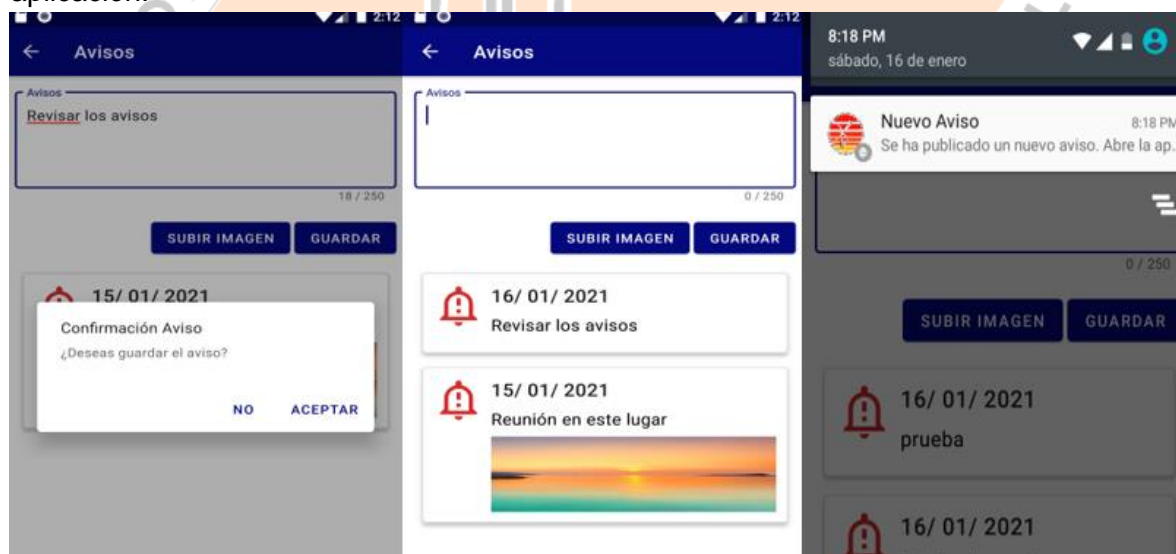 aplicación.
2:12
Avisos
Avisos
Revisar los avisos
18 / 250
SUBIR IMAGEN
GUARDAR
15/ 01/ 2021
Confirmación Aviso
¿Deseas guardar el aviso?
NO
ACEPTAR
2:12
Avisos
Avisos
0 / 250
SUBIR IMAGEN
GUARDAR
16/ 01/ 2021
Revisar los avisos
15/ 01/ 2021
Reunión en este lugar
8:18 PM
sábado, 16 de enero
Nuevo Aviso
8:18 PM
Se ha publicado un nuevo aviso. Abre la ap..
0 / 250
SUBIR IMAGEN
GUARDAR
16/ 01/ 2021
prueba
16/ 01/ 2021